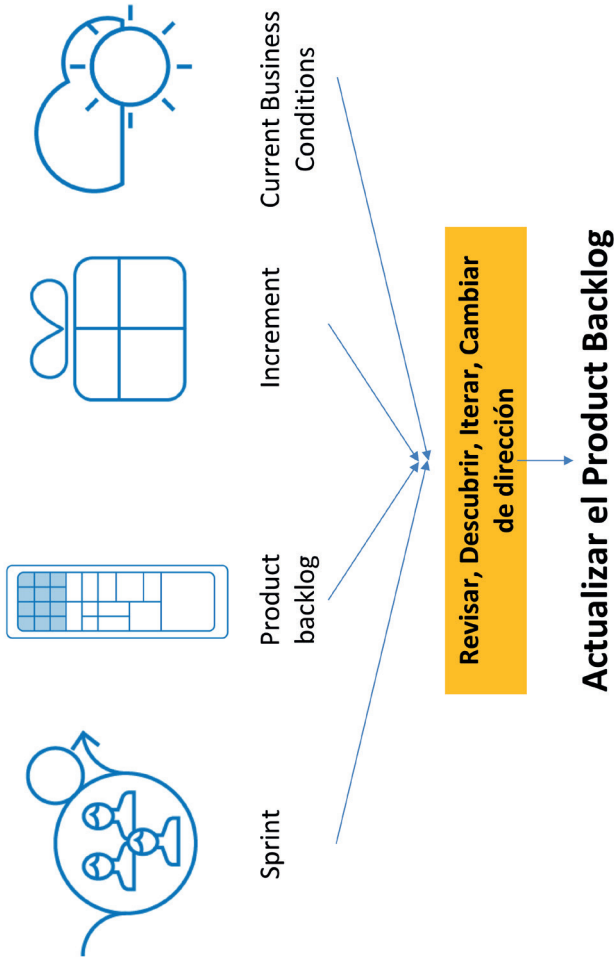 Sprint
Product
backlog
Increment
Current Business
Conditions
Revisar, Descubrir, Iterar, Cambiar
de dirección
Actualizar el Product Backlog